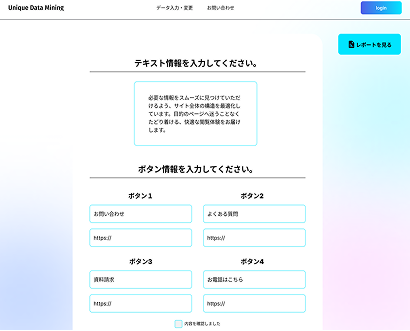 Unique Data Mining
データ入力・変更 お問い合わせ
login
レポートを見る
テキスト情報を入力してください。
必要な情報をスムーズに見つけていただ
けるよう、サイト全体の構造を最適化し
ています。目的のページへ迷うことなく
たどり着ける、快適な閲覧体験をお届け
します。
ボタン情報を入力してください。
ボタン1 ボタン2
お問い合わせ よくある質問
https:// https://
ボタン3 ボタン4
資料請求 お電話はこちら
https:// https://
内容を確認しました